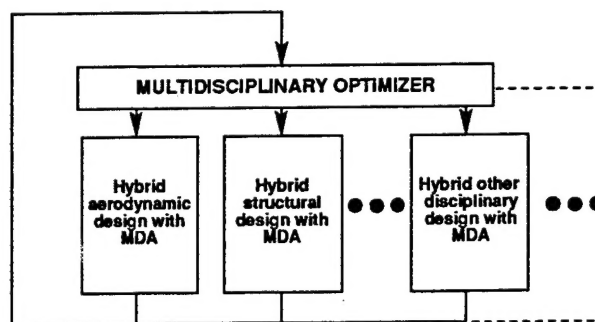 MULTIDISCIPLINARY OPTIMIZER
Hybrid
aerodynamic
design with
MDA
Hybrid
structural
design with
MDA
Hybrid other
disciplinary
design with
MDA